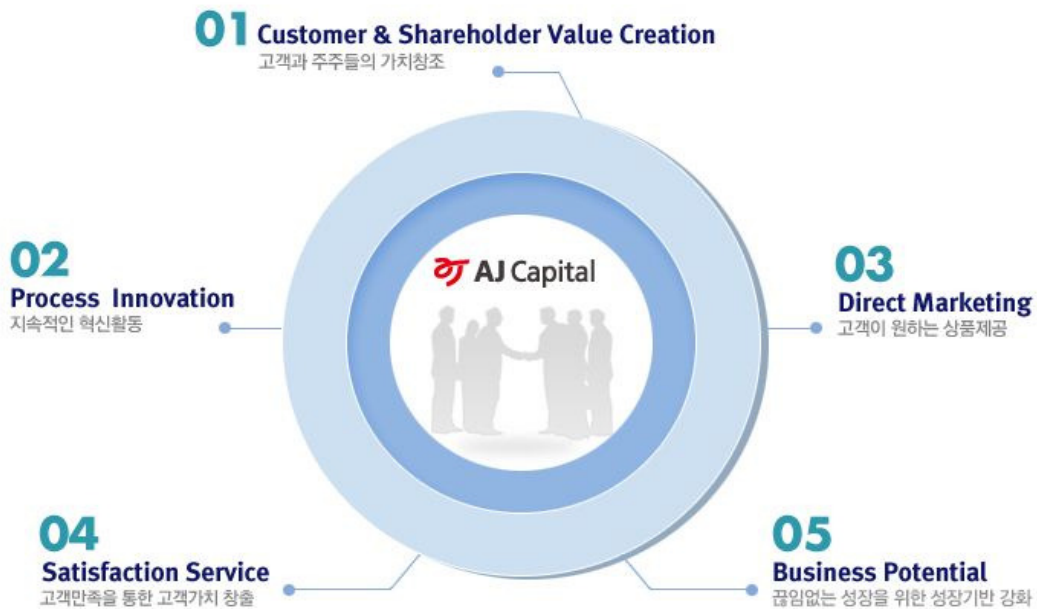 01 Customer & Shareholder Value Creation
고객과 주주들의 가치창조
AJ Capital
02
Process Innovation
지속적인 혁신활동
03
Direct Marketing
고객이 원하는 상품제공
04
Satisfaction Service
고객만족을 통한 고객가치 창출
05
Business Potential
끊임없는 성장을 위한 성장기반 강화